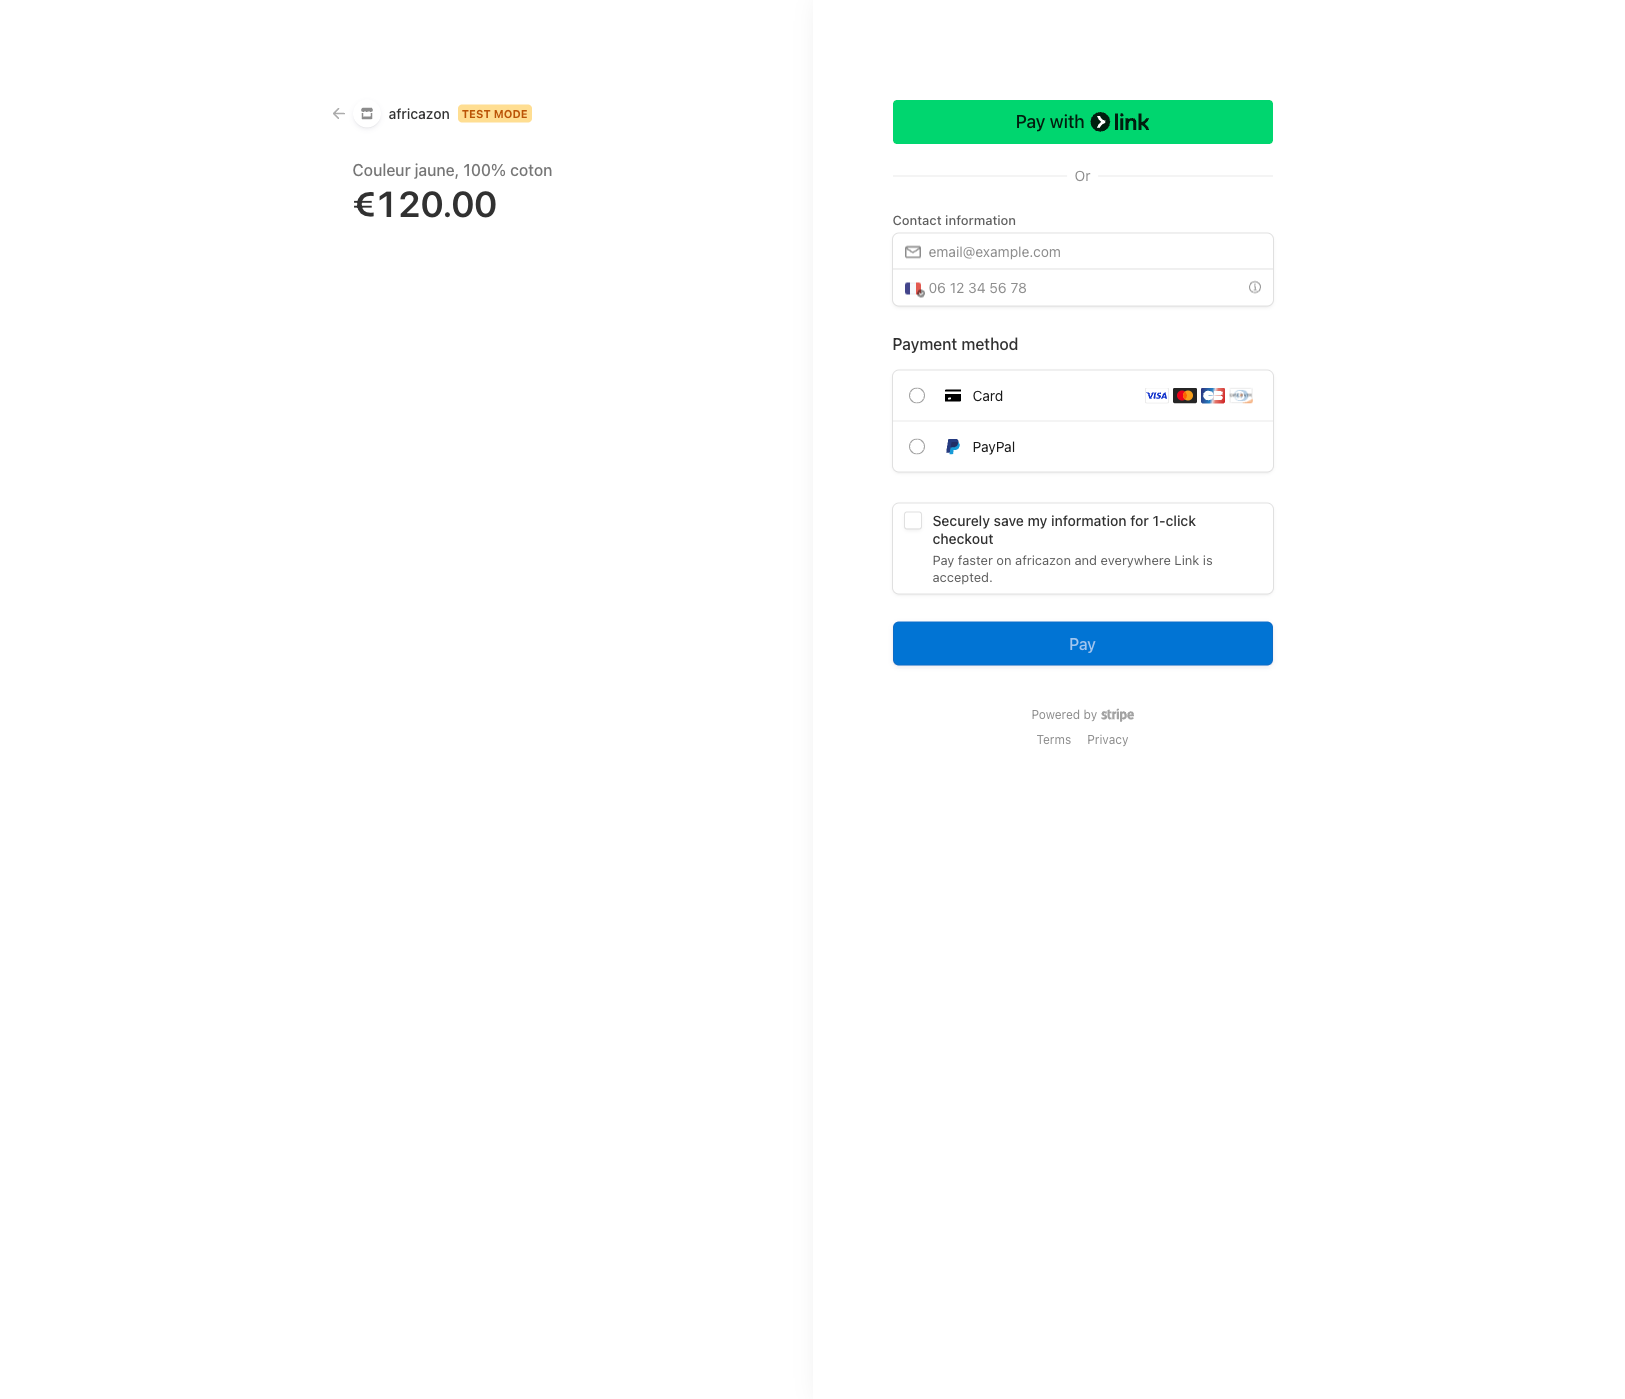 africazon TEST MODE
Couleur jaune, 100% coton
€120.00
Pay with link
Or
Contact information
email@example.com
06 12 34 56 78
Payment method
Card VISA
PayPal
Securely save my information for 1-click
checkout
Pay faster on africazon and everywhere Link is
accepted.
Pay
Powered by stripe
Terms Privacy